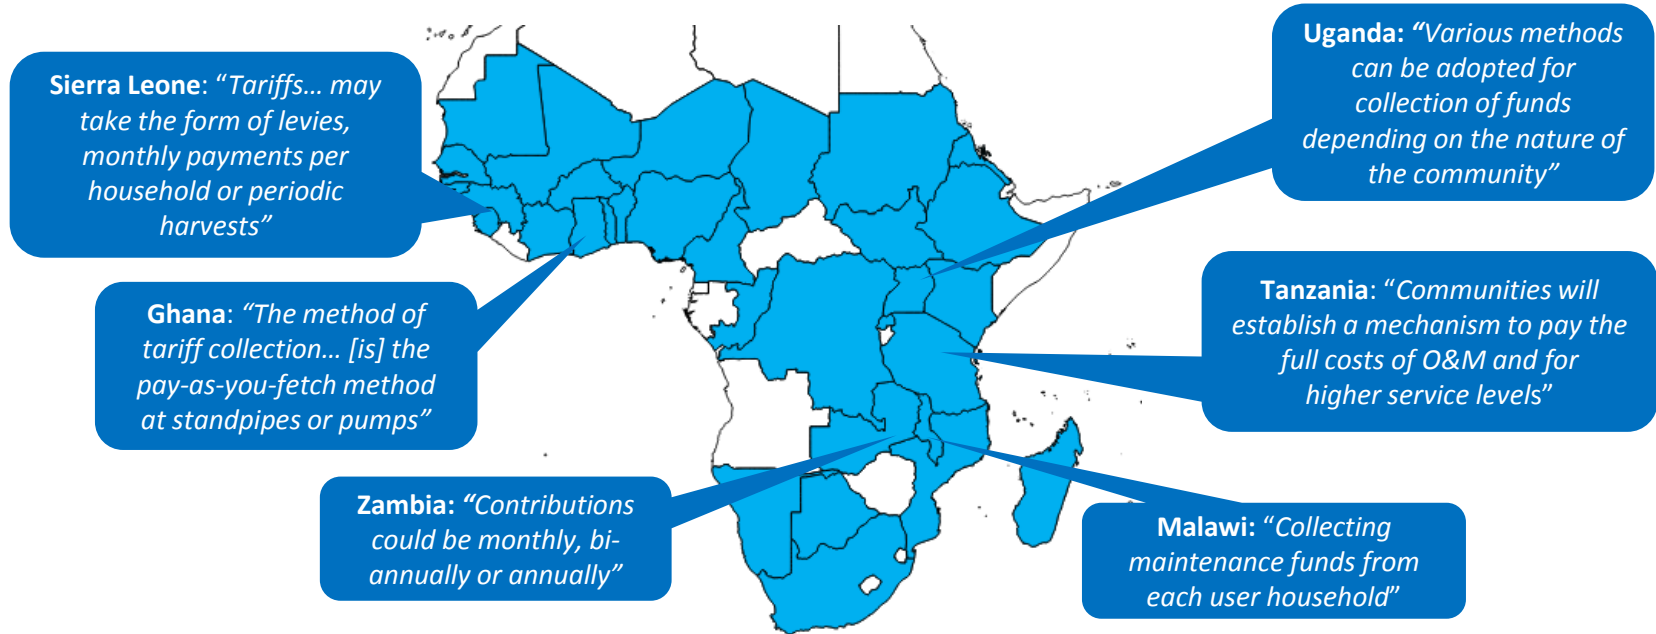 Sierra Leone: “Tariffs… may
take the form of levies,
monthly payments per
household or periodic
harvests”
Uganda: “Various methods
can be adopted for
collection of funds
depending on the nature of
the community”
Ghana: “The method of
tariff collection… [is] the
pay-as-you-fetch method
at standpipes or pumps”
Tanzania: “Communities will
establish a mechanism to pay the
full costs of O&M and for
higher service levels”
Zambia: “Contributions
could be monthly, bi-
annually or annually”
Malawi: “Collecting
maintenance funds from
each user household”